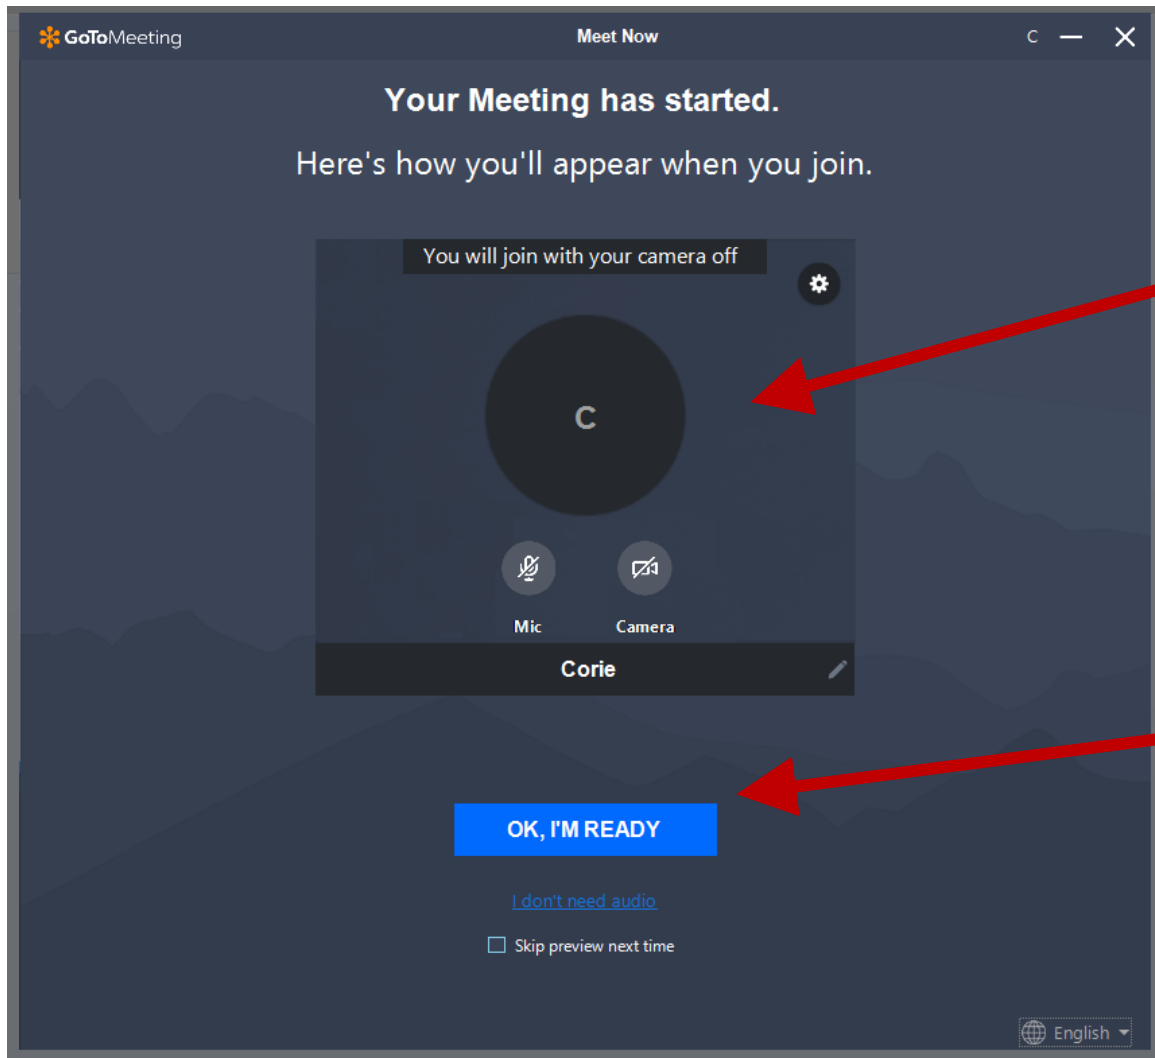 GoToMeeting
Meet Now
C
Your Meeting has started.
Here's how you'll appear when you join.
You will join with your camera off
C
Mic
Camera
Corie
OK, I'M READY
I don't need audio
Skip preview next time
English